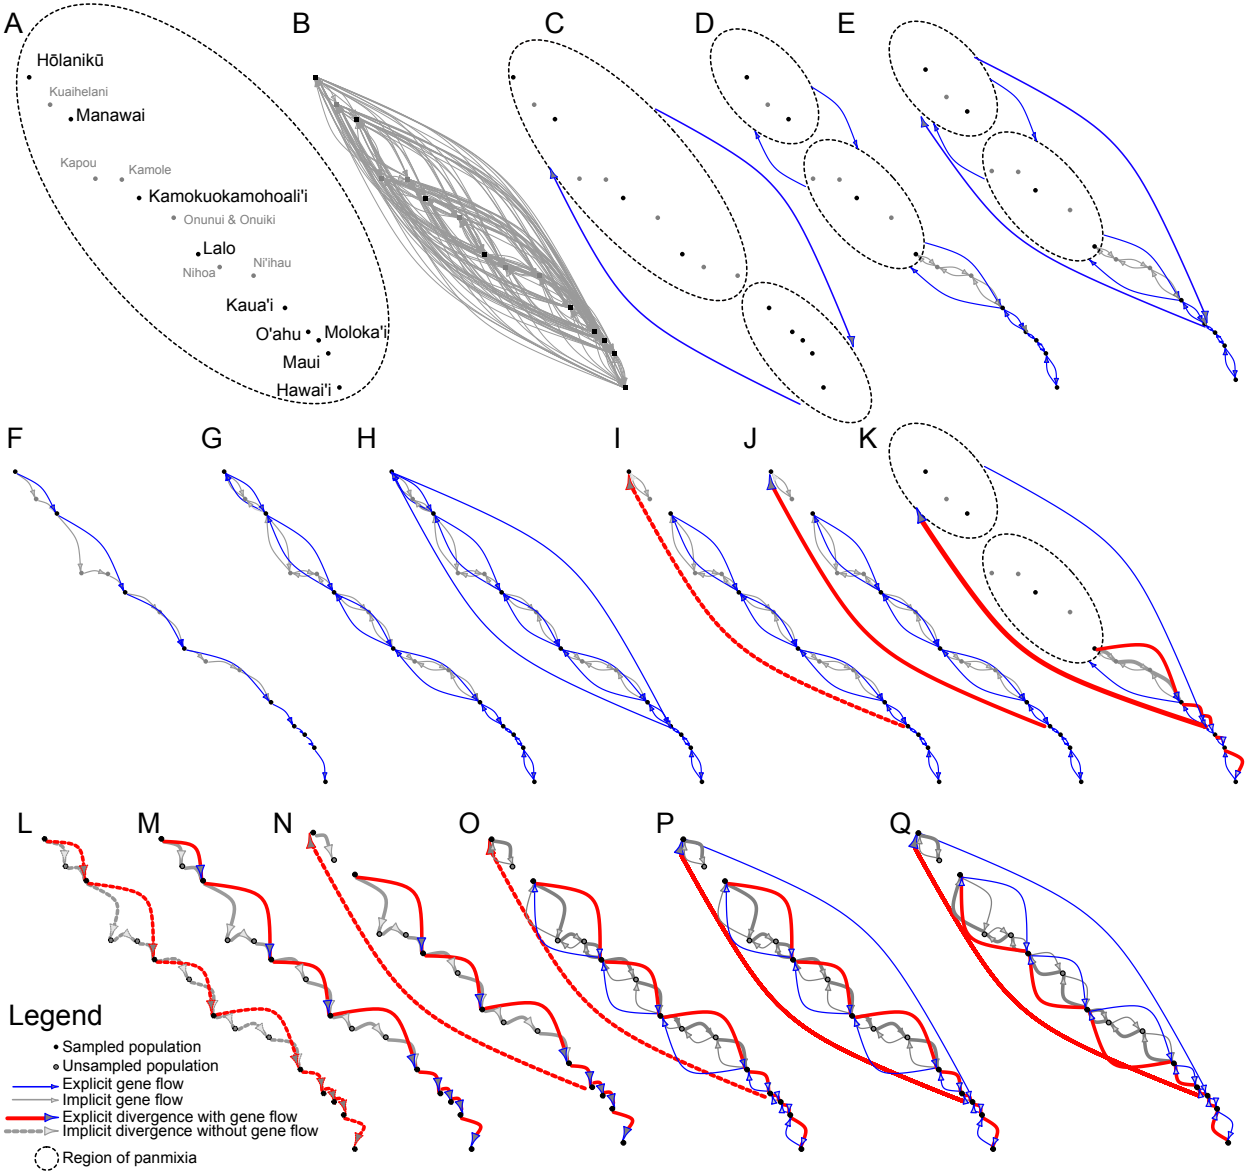 A
B
C
D
E
Hōlanikū
Kuaihelani
Manawai
Kapou
Kamole
Kamokuokamohoali'i
Onunui & Onuiki
Lalo
Nihoa
Ni'ihau
Kaua'i
O'ahu
Moloka'i
Maui
Hawai'i
F
G
H
I
J
K
L
M
N
O
P
Q
Legend
Sampled population
Unsampled population
Explicit gene flow
Implicit gene flow
Explicit divergence with gene flow
Implicit divergence without gene flow
Region of panmixia